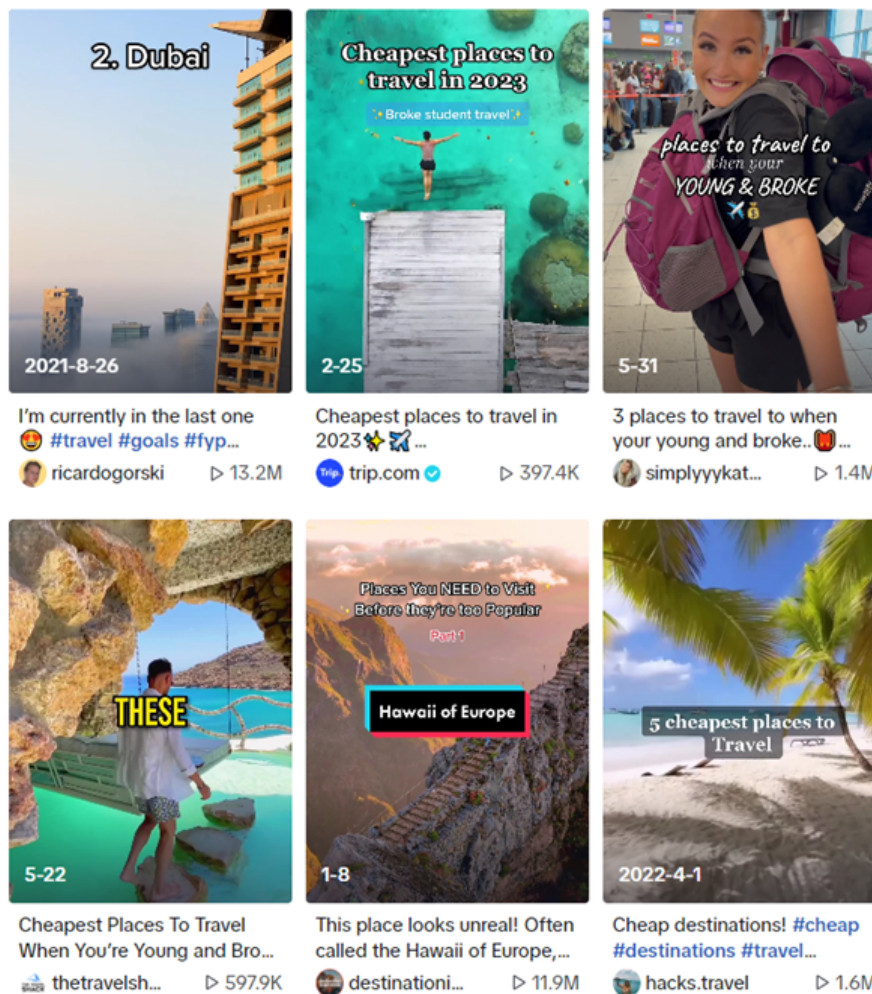 2. Dubai
2021-8-26
I'm currently in the last one
😍 #travel #goals #fyp...
ricardogorski
13.2M
Cheapest places to
travel in 2023
✨Broke student travel✨
2-25
Cheapest places to travel in
2023✨✈️...
Trip.
trip.com
397.4K
places to travel to
when your
YOUNG & BROKE
✈️💰
5-31
3 places to travel to when
your young and broke..🎒...
simplyyykat...
1.4M
THESE
5-22
Cheapest Places To Travel
When You're Young and Bro...
thetravelsh...
597.9K
Places You NEED to Visit
Before they're too Popular
Part 1
Hawaii of Europe
1-8
This place looks unreal! Often
called the Hawaii of Europe,...
destinationi...
11.9M
5 cheapest places to
Travel
2022-4-1
Cheap destinations! #cheap
#destinations #travel...
hacks.travel
1.6M